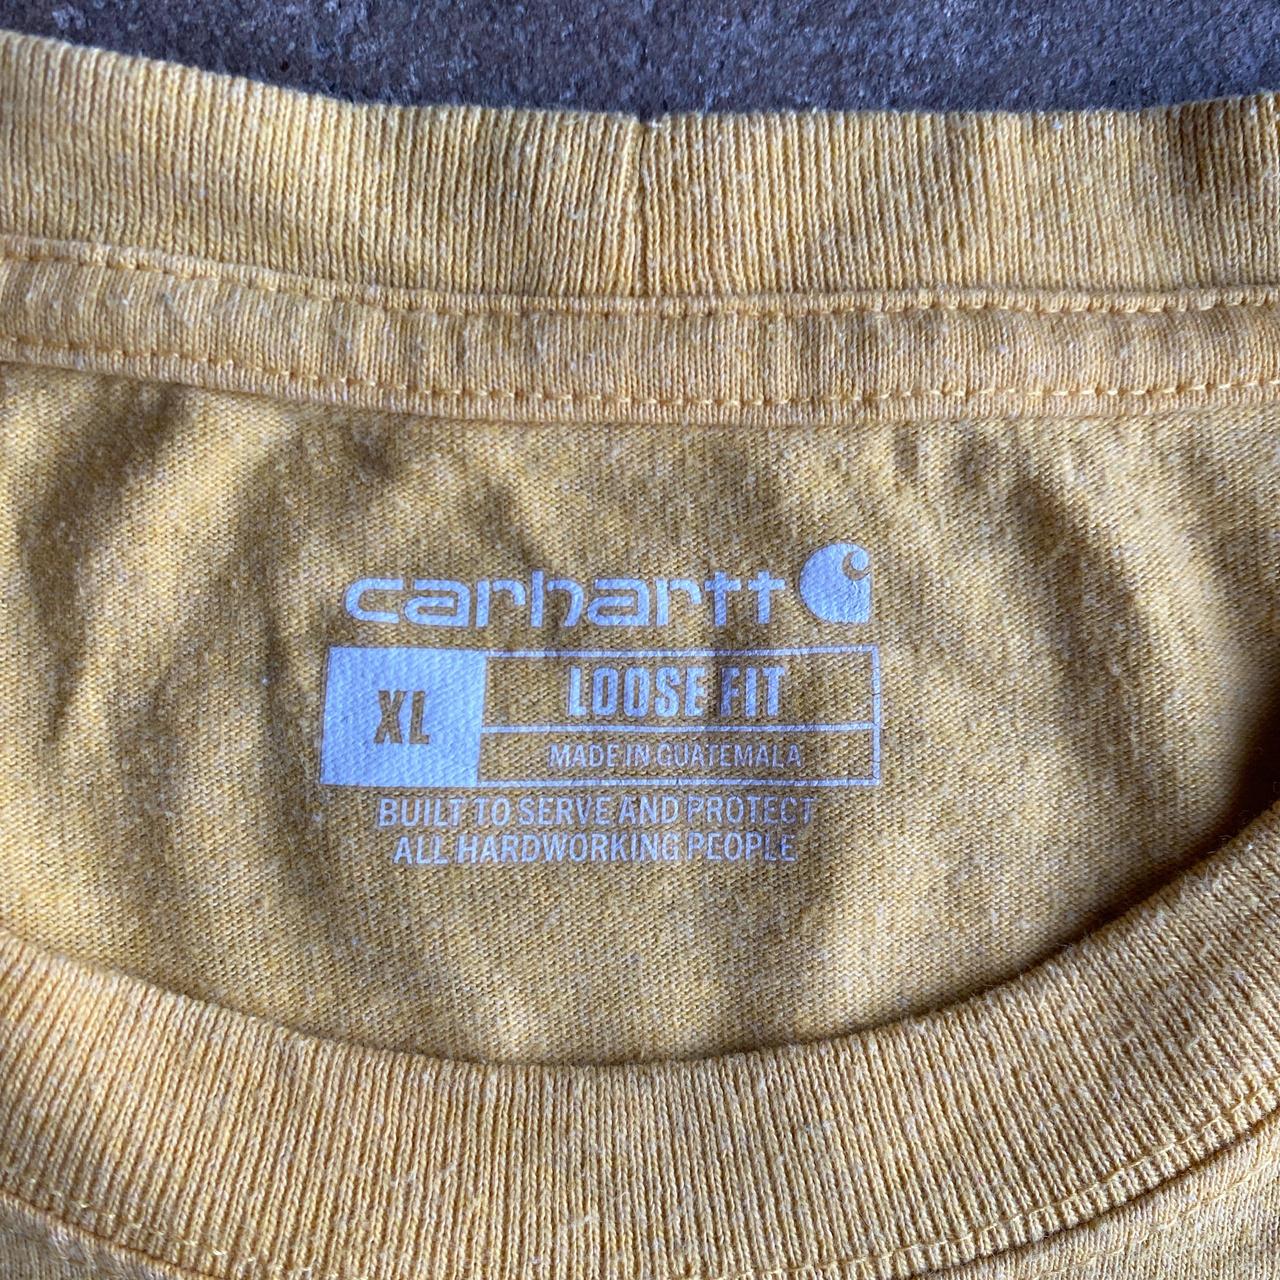 carhartt
XL
LOOSE FIT
MADE IN GUATEMALA
BUILT TO SERVE AND PROTECT
ALL HARDWORKING PEOPLE